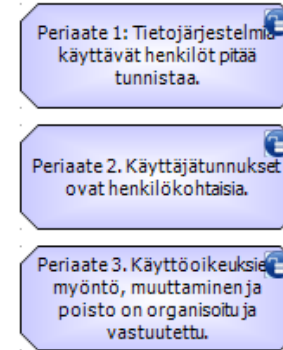 Periaate 1: Tietojärjestelmiä
käyttävät henkilöt pitää
tunnistaa.
Periaate 2. Käyttäjätunnukset
ovat henkilökohtaisia.
Periaate 3. Käyttöoikeuksien
myöntö, muuttaminen ja
poisto on organisoitu ja
vastuutettu.